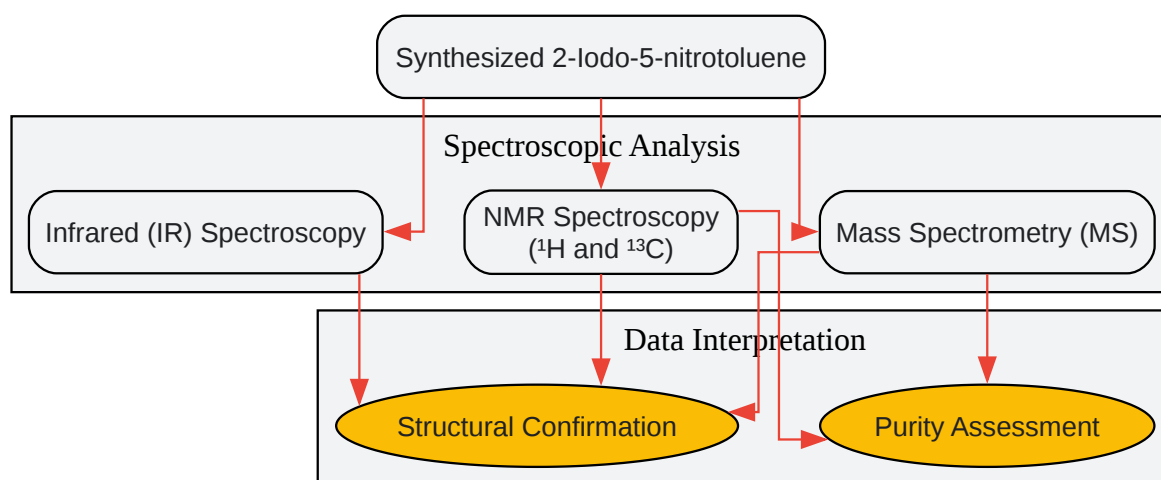 Synthesized 2-Iodo-5-nitrotoluene
Spectroscopic Analysis
Infrared (IR) Spectroscopy
NMR Spectroscopy
(¹H and ¹³C)
Mass Spectrometry (MS)
Data Interpretation
Structural Confirmation
Purity Assessment